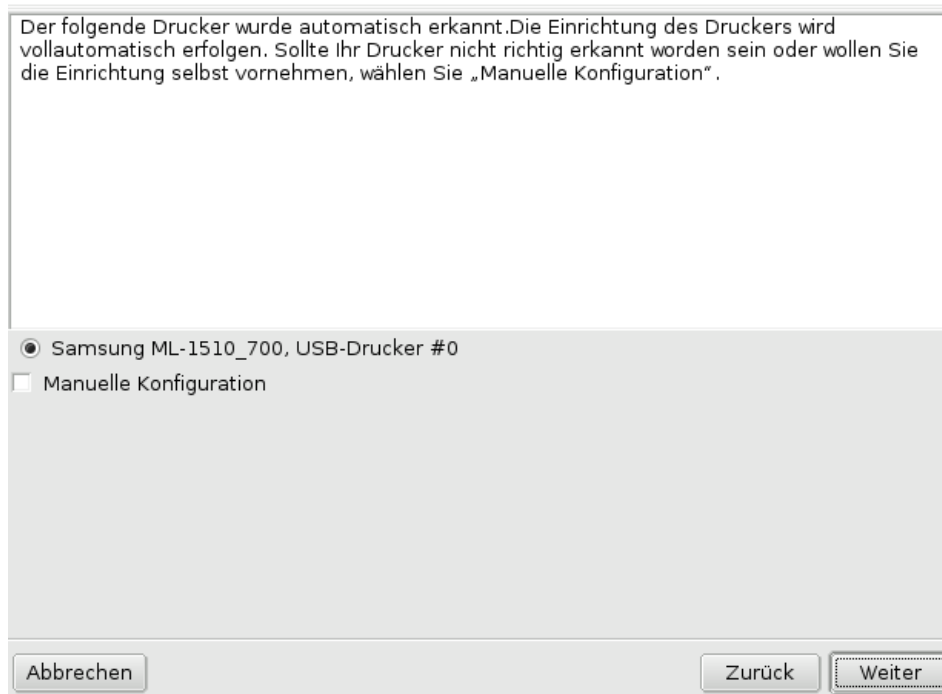 Der folgende Drucker wurde automatisch erkannt.Die Einrichtung des Druckers wird
vollautomatisch erfolgen. Sollte Ihr Drucker nicht richtig erkannt worden sein oder wollen Sie
die Einrichtung selbst vornehmen, wählen Sie „Manuelle Konfiguration“.
Samsung ML-1510_700, USB-Drucker #0
Manuelle Konfiguration
Abbrechen
Zurück
Weiter